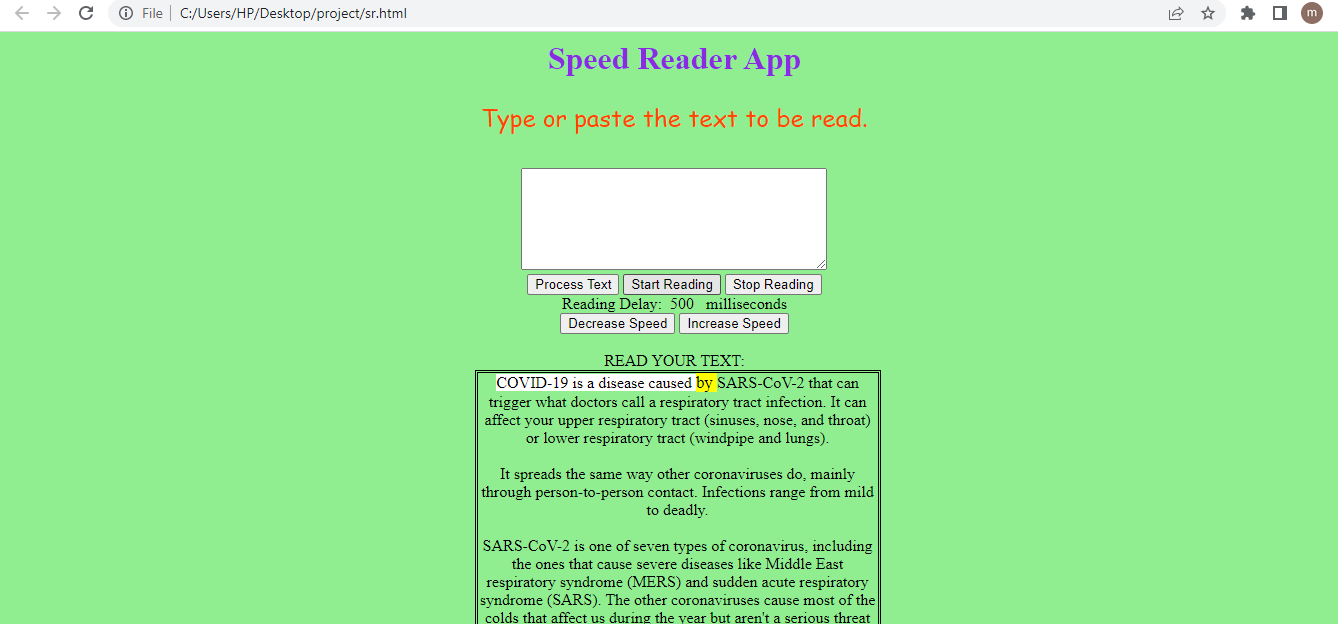 File C:/Users/HP/Desktop/project/sr.html
m
Speed Reader App
Type or paste the text to be read.
Process Text Start Reading Stop Reading
Reading Delay: 500 milliseconds
Decrease Speed Increase Speed
READ YOUR TEXT:
COVID-19 is a disease caused by SARS-CoV-2 that can
trigger what doctors call a respiratory tract infection. It can
affect your upper respiratory tract (sinuses, nose, and throat)
or lower respiratory tract (windpipe and lungs).
It spreads the same way other coronaviruses do, mainly
through person-to-person contact. Infections range from mild
to deadly.
SARS-CoV-2 is one of seven types of coronavirus, including
the ones that cause severe diseases like Middle East
respiratory syndrome (MERS) and sudden acute respiratory
syndrome (SARS). The other coronaviruses cause most of the
colds that affect us during the year but aren't a serious threat